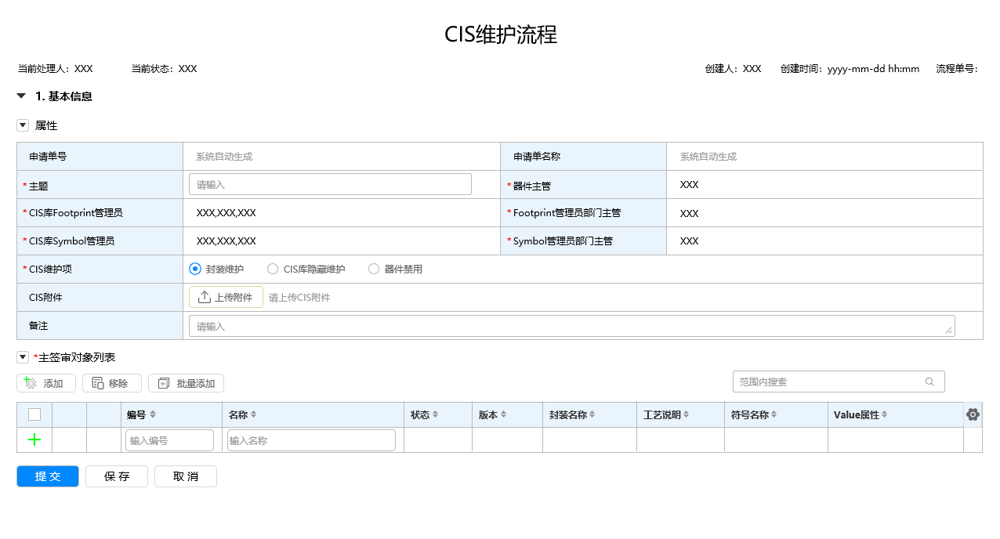 CIS维护流程
当前处理人：XXX 当前状态：XXX 创建人：XXX 创建时间：yyyy-mm-dd hh:mm 流程单号：
1. 基本信息
属性
申请单号 系统自动生成 申请单名称 系统自动生成
*主题 请输入 *器件主管 XXX
*CIS库Footprint管理员 XXX,XXX,XXX *Footprint管理员部门主管 XXX
*CIS库Symbol管理员 XXX,XXX,XXX *Symbol管理员部门主管 XXX
*CIS维护项 封装维护 CIS库隐藏维护 器件禁用
CIS附件 上传附件 请上传CIS附件
备注 请输入
*主签审对象列表
添加 移除 批量添加 范围内搜索
编号 名称 状态 版本 封装名称 工艺说明 符号名称 Value属性
输入编号 输入名称
提 交 保 存 取 消